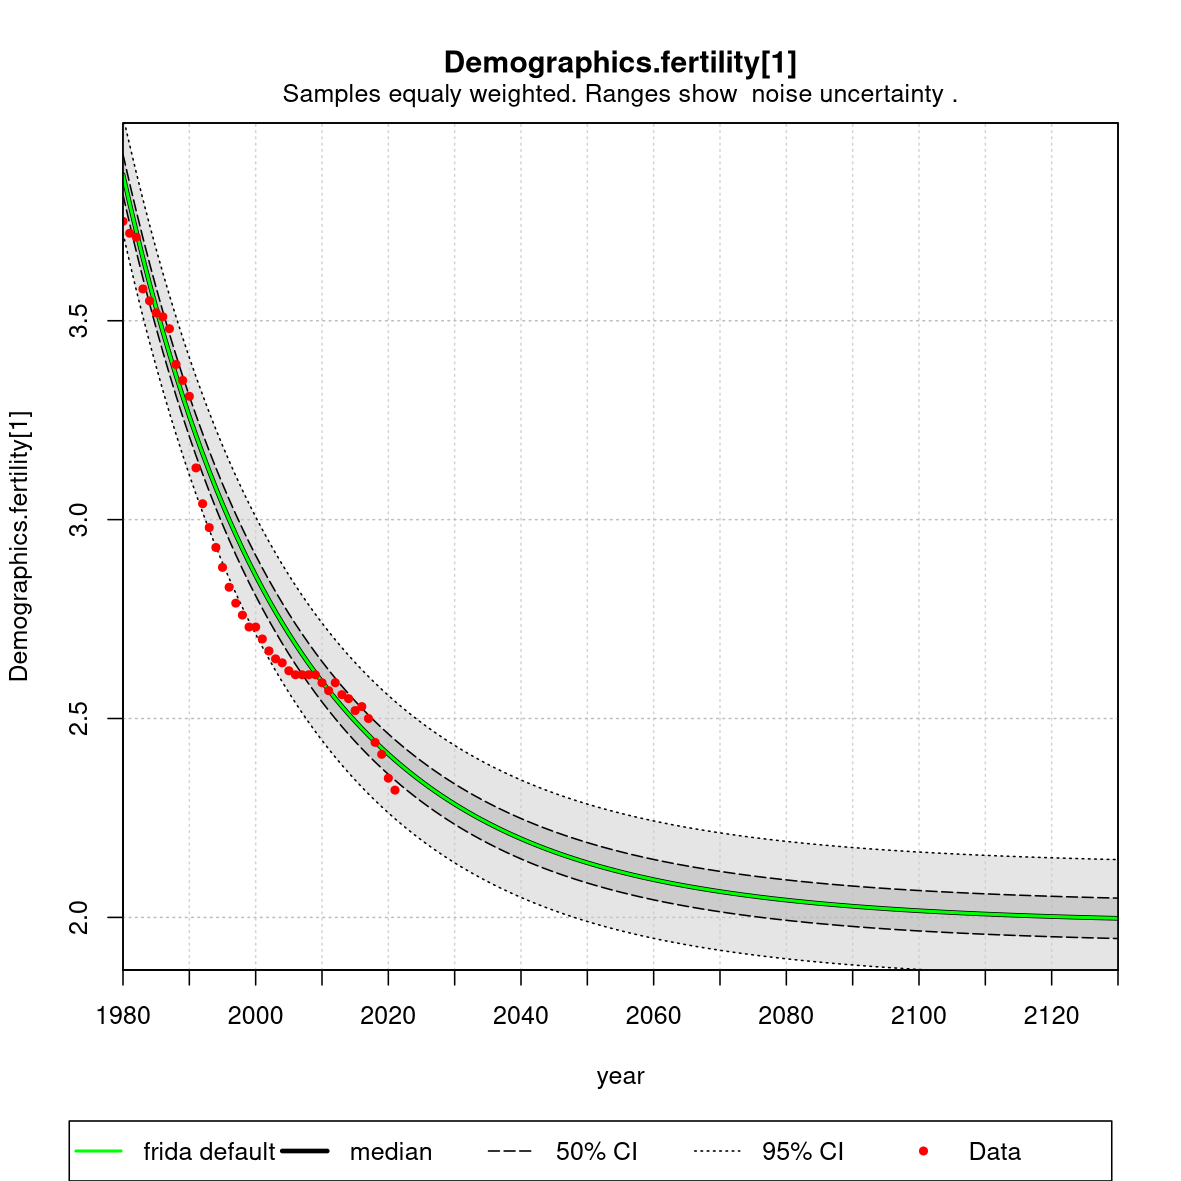 Demographics.fertility[1]
Samples equaly weighted. Ranges show  noise uncertainty .
Demographics.fertility[1]
3.5
3.0
2.5
2.0
1980 2000 2020 2040 2060 2080 2100 2120
year
frida default median 50% CI 95% CI Data